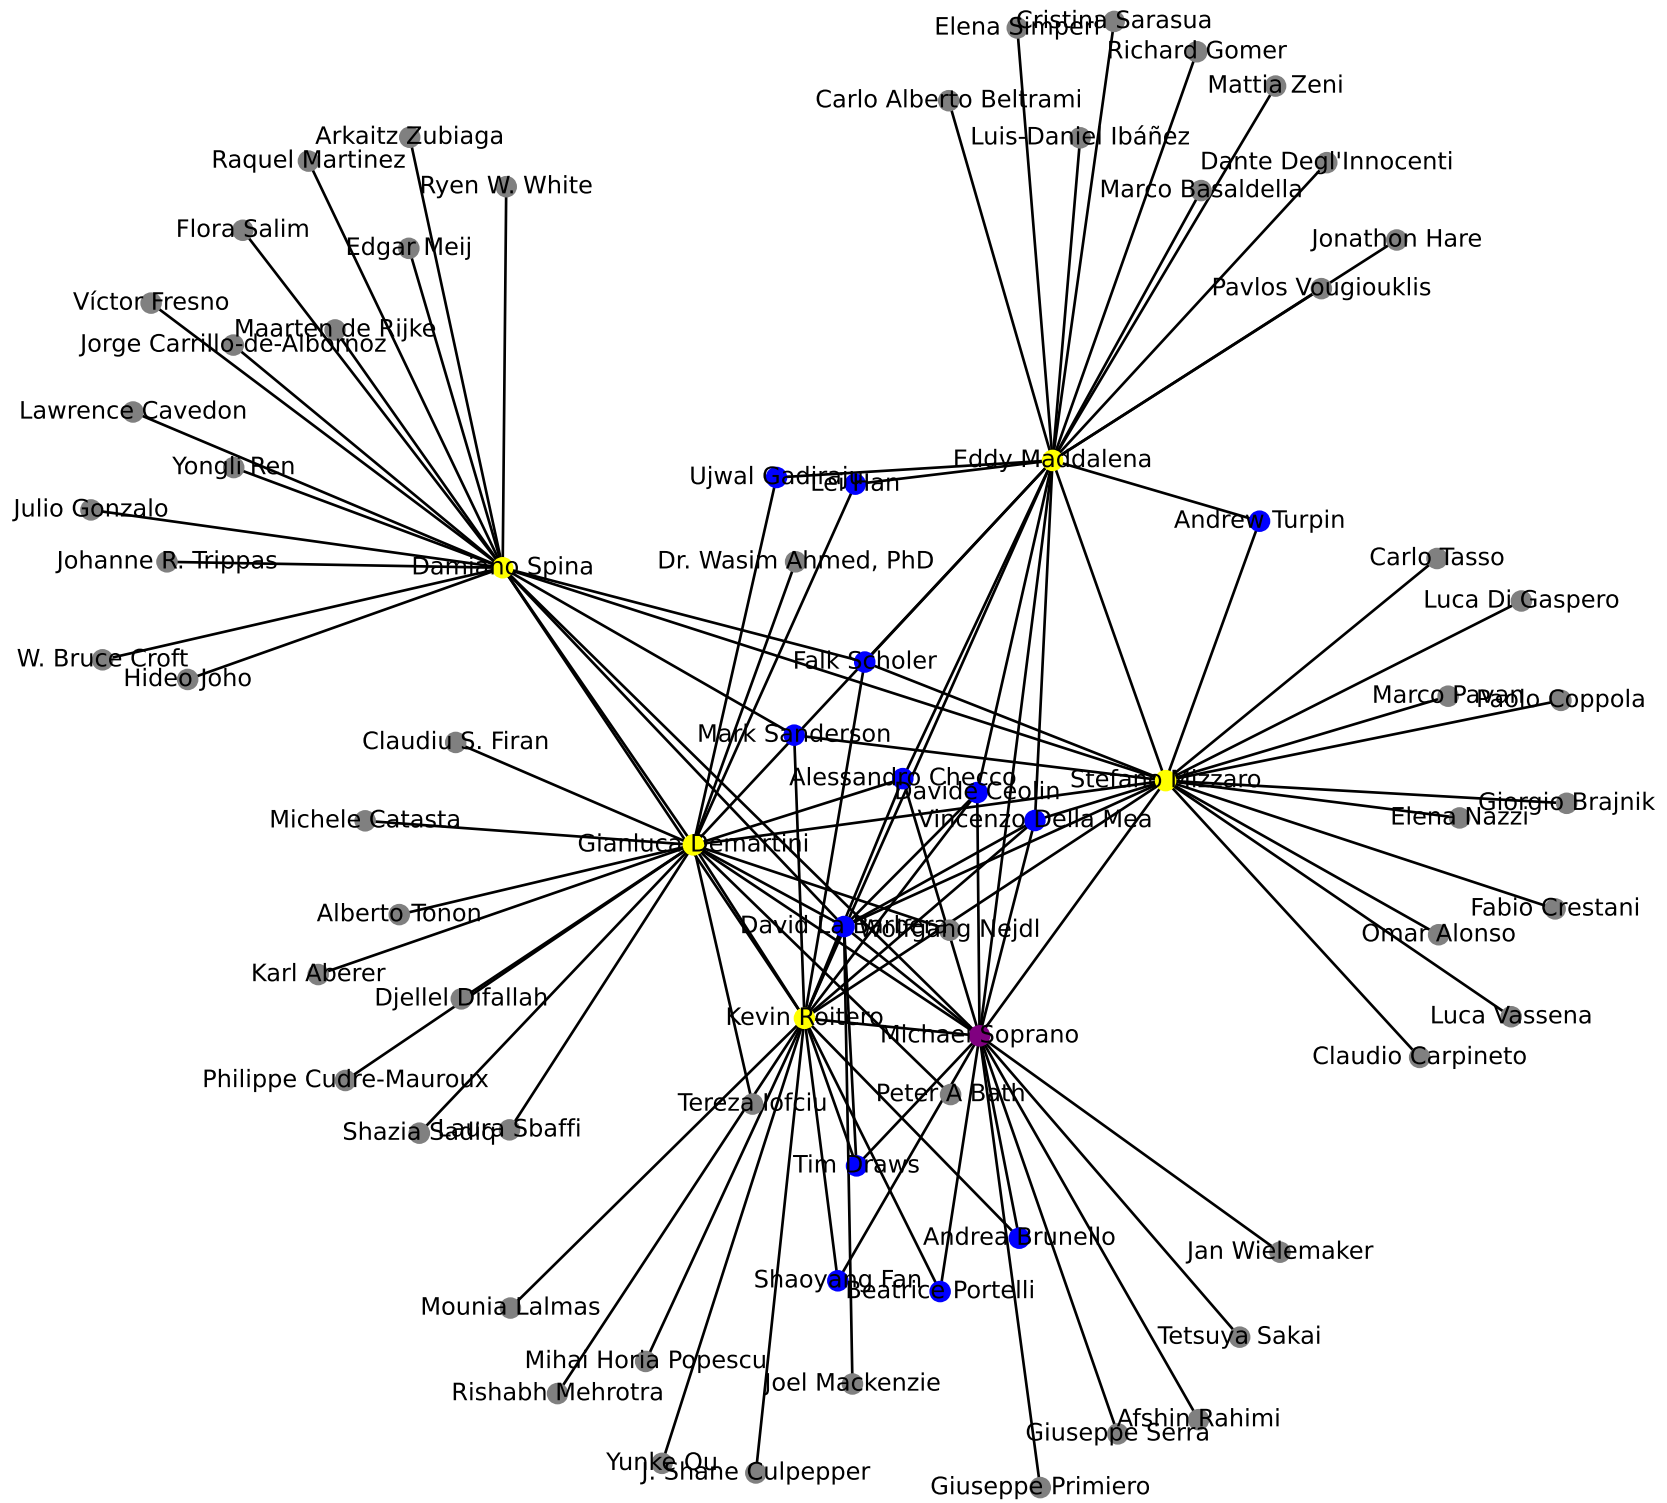 Elena Simperl
Cristina Sarasua
Richard Gomer
Mattia Zeni
Carlo Alberto Beltrami
Luis-Daniel Ibáñez
Arkaitz Zubiaga
Raquel Martinez
Dante Degl'Innocenti
Ryen W. White
Marco Basaldella
Flora Salim
Jonathon Hare
Edgar Meij
Pavlos Vougiouklis
Víctor Fresno
Maarten de Rijke
Jorge Carrillo-de-Albornoz
Lawrence Cavedon
Eddy Maddalena
Yongli Ren
Ujwal Gadiraju
Lei Han
Julio Gonzalo
Andrew Turpin
Carlo Tasso
Johanne R. Trippas
Dr. Wasim Ahmed, PhD
Damiano Spina
Luca Di Gaspero
W. Bruce Croft
Falk Scholer
Hideo Joho
Marco Pavan
Paolo Coppola
Mark Sanderson
Claudiu S. Firan
Alessandro Checco
Stefano Mizzaro
Davide Ceolin
Giorgio Brajnik
Elena Nazzi
Michele Catasta
Vincenzo Della Mea
Gianluca Demartini
Fabio Crestani
Alberto Tonon
David La Barbera
Wolfgang Nejdl
Omar Alonso
Karl Aberer
Djellel Difallah
Luca Vassena
Kevin Roitero
Michael Soprano
Claudio Carpineto
Philippe Cudre-Mauroux
Peter A Bath
Tereza Iofciu
Shazia Sadiq
Laura Sbaffi
Tim Draws
Andrea Brunello
Jan Wielemaker
Shaoyang Fan
Beatrice Portelli
Mounia Lalmas
Tetsuya Sakai
Mihai Horia Popescu
Joel Mackenzie
Rishabh Mehrotra
Afshin Rahimi
Giuseppe Serra
Yunke Qu
J. Shane Culpepper
Giuseppe Primiero